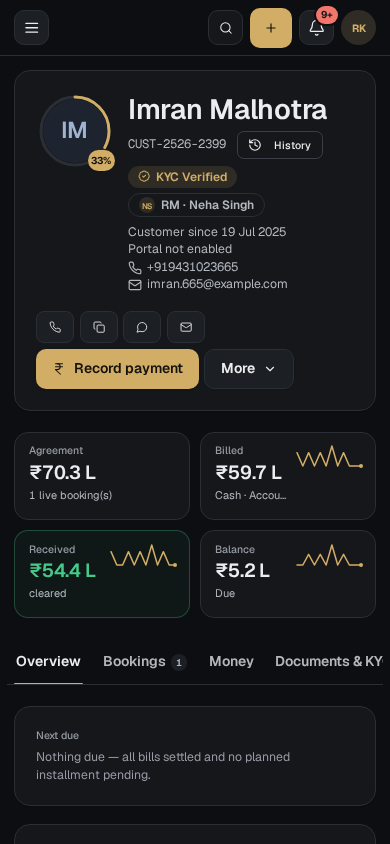 9+
RK
IM
33%
Imran Malhotra
CUST-2526-2399 History
KYC Verified
NS RM · Neha Singh
Customer since 19 Jul 2025
Portal not enabled
+919431023665
imran.665@example.com
₹ Record payment More
Agreement
₹70.3 L
1 live booking(s)
Billed
₹59.7 L
Cash · Accou...
Received
₹54.4 L
cleared
Balance
₹5.2 L
Due
Overview Bookings 1 Money Documents & KY
Next due
Nothing due — all bills settled and no planned
installment pending.